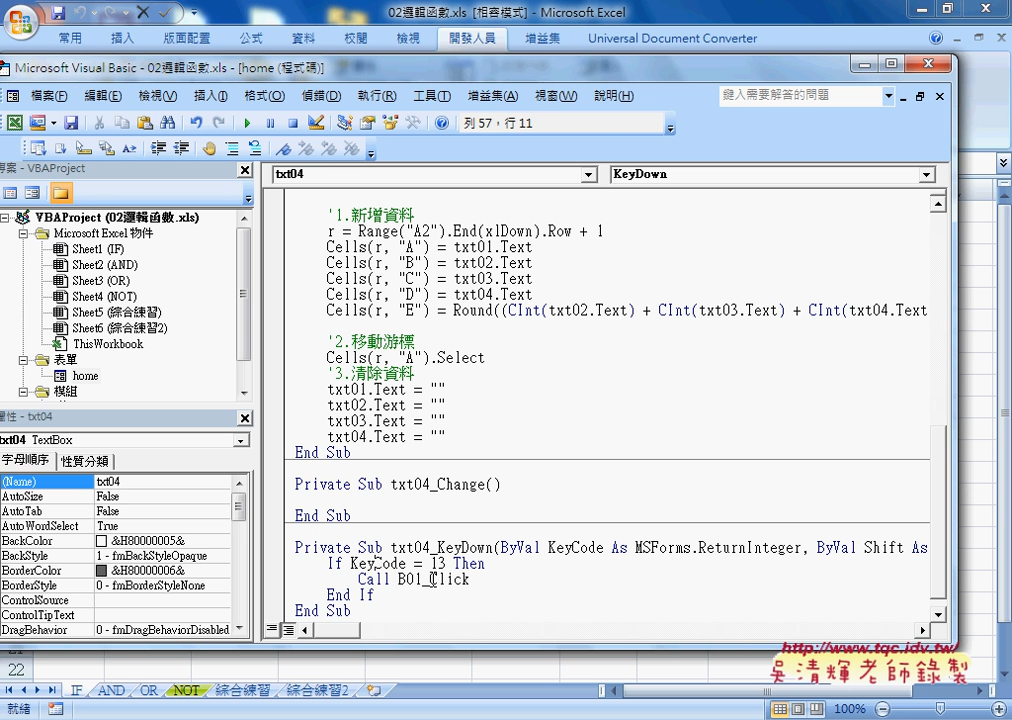 02邏輯函數.xls [相容模式] - Microsoft Excel
常用 插入 版面配置 公式 資料 校閱 檢視 開發人員 增益集 Universal Document Converter
Microsoft Visual Basic - 02邏輯函數.xls - [home (程式碼)]
檔案(F) 編輯(E) 檢視(V) 插入(I) 格式(O) 偵錯(D) 執行(R) 工具(T) 增益集(A) 視窗(W) 說明(H) 鍵入需要解答的問題
列 57，行 11
專案 - VBAProject
txt04 KeyDown
VBAProject (02邏輯函數.xls)
Microsoft Excel 物件
Sheet1 (IF)
Sheet2 (AND)
Sheet3 (OR)
Sheet4 (NOT)
Sheet5 (綜合練習)
Sheet6 (綜合練習2)
ThisWorkbook
表單
home
模組
屬性 - txt04
txt04 TextBox
字母順序 性質分類
(Name) txt04
AutoSize False
AutoTab False
AutoWordSelect True
BackColor &H80000005&
BackStyle 1 - fmBackStyleOpaque
BorderColor &H80000006&
BorderStyle 0 - fmBorderStyleNone
ControlSource
ControlTipText
DragBehavior 0 - fmDragBehaviorDisabled
'1.新增資料
r = Range("A2").End(xlDown).Row + 1
Cells(r, "A") = txt01.Text
Cells(r, "B") = txt02.Text
Cells(r, "C") = txt03.Text
Cells(r, "D") = txt04.Text
Cells(r, "E") = Round((CInt(txt02.Text) + CInt(txt03.Text) + CInt(txt04.Text
'2.移動游標
Cells(r, "A").Select
'3.清除資料
txt01.Text = ""
txt02.Text = ""
txt03.Text = ""
txt04.Text = ""
End Sub
Private Sub txt04_Change()
End Sub
Private Sub txt04_KeyDown(ByVal KeyCode As MSForms.ReturnInteger, ByVal Shift As
If KeyCode = 13 Then
Call B01_Click
End If
End Sub
http://www.tqc.idv.tw/
吳清輝老師錄製
22
IF AND OR NOT 綜合練習 綜合練習2
就緒 100%